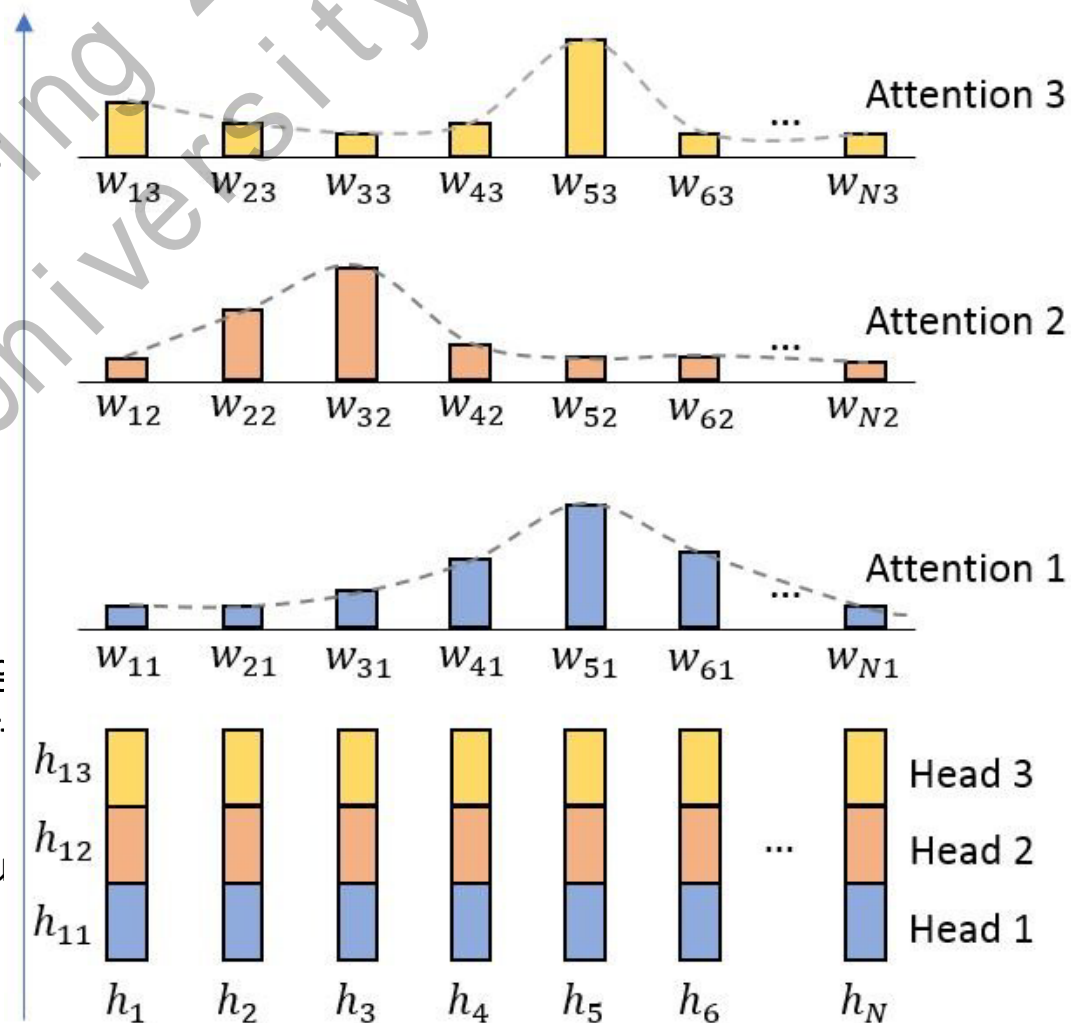 Attention 3
...
w13 w23 w33 w43 w53 w63 wN3
Attention 2
...
w12 w22 w32 w42 w52 w62 wN2
Attention 1
...
w11 w21 w31 w41 w51 w61 wN1
h13 Head 3
h12 ... Head 2
h11 Head 1
h1 h2 h3 h4 h5 h6 hN